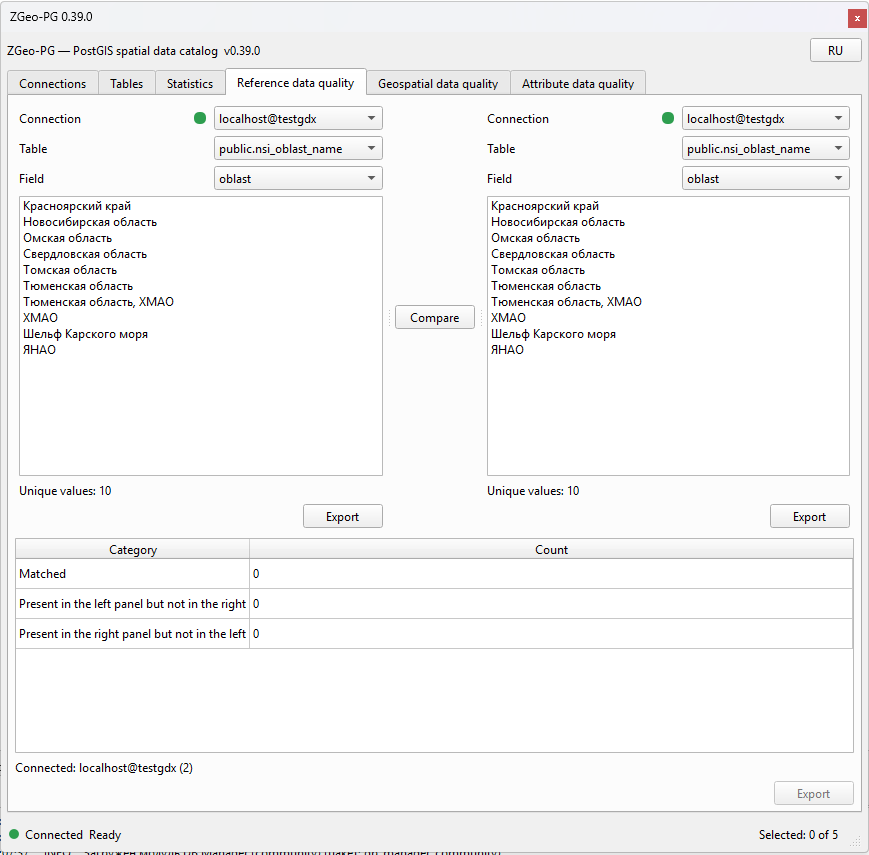 ZGeo-PG 0.39.0
x
ZGeo-PG — PostGIS spatial data catalog v0.39.0
RU
Connections Tables Statistics Reference data quality Geospatial data quality Attribute data quality
Connection localhost@testgdx
Table public.nsi_oblast_name
Field oblast
Красноярский край
Новосибирская область
Омская область
Свердловская область
Томская область
Тюменская область
Тюменская область, ХМАО
ХМАО
Шельф Карского моря
ЯНАО
Unique values: 10
Export
Compare
Connection localhost@testgdx
Table public.nsi_oblast_name
Field oblast
Красноярский край
Новосибирская область
Омская область
Свердловская область
Томская область
Тюменская область
Тюменская область, ХМАО
ХМАО
Шельф Карского моря
ЯНАО
Unique values: 10
Export
Category Count
Matched 0
Present in the left panel but not in the right 0
Present in the right panel but not in the left 0
Connected: localhost@testgdx (2)
Export
Connected Ready Selected: 0 of 5